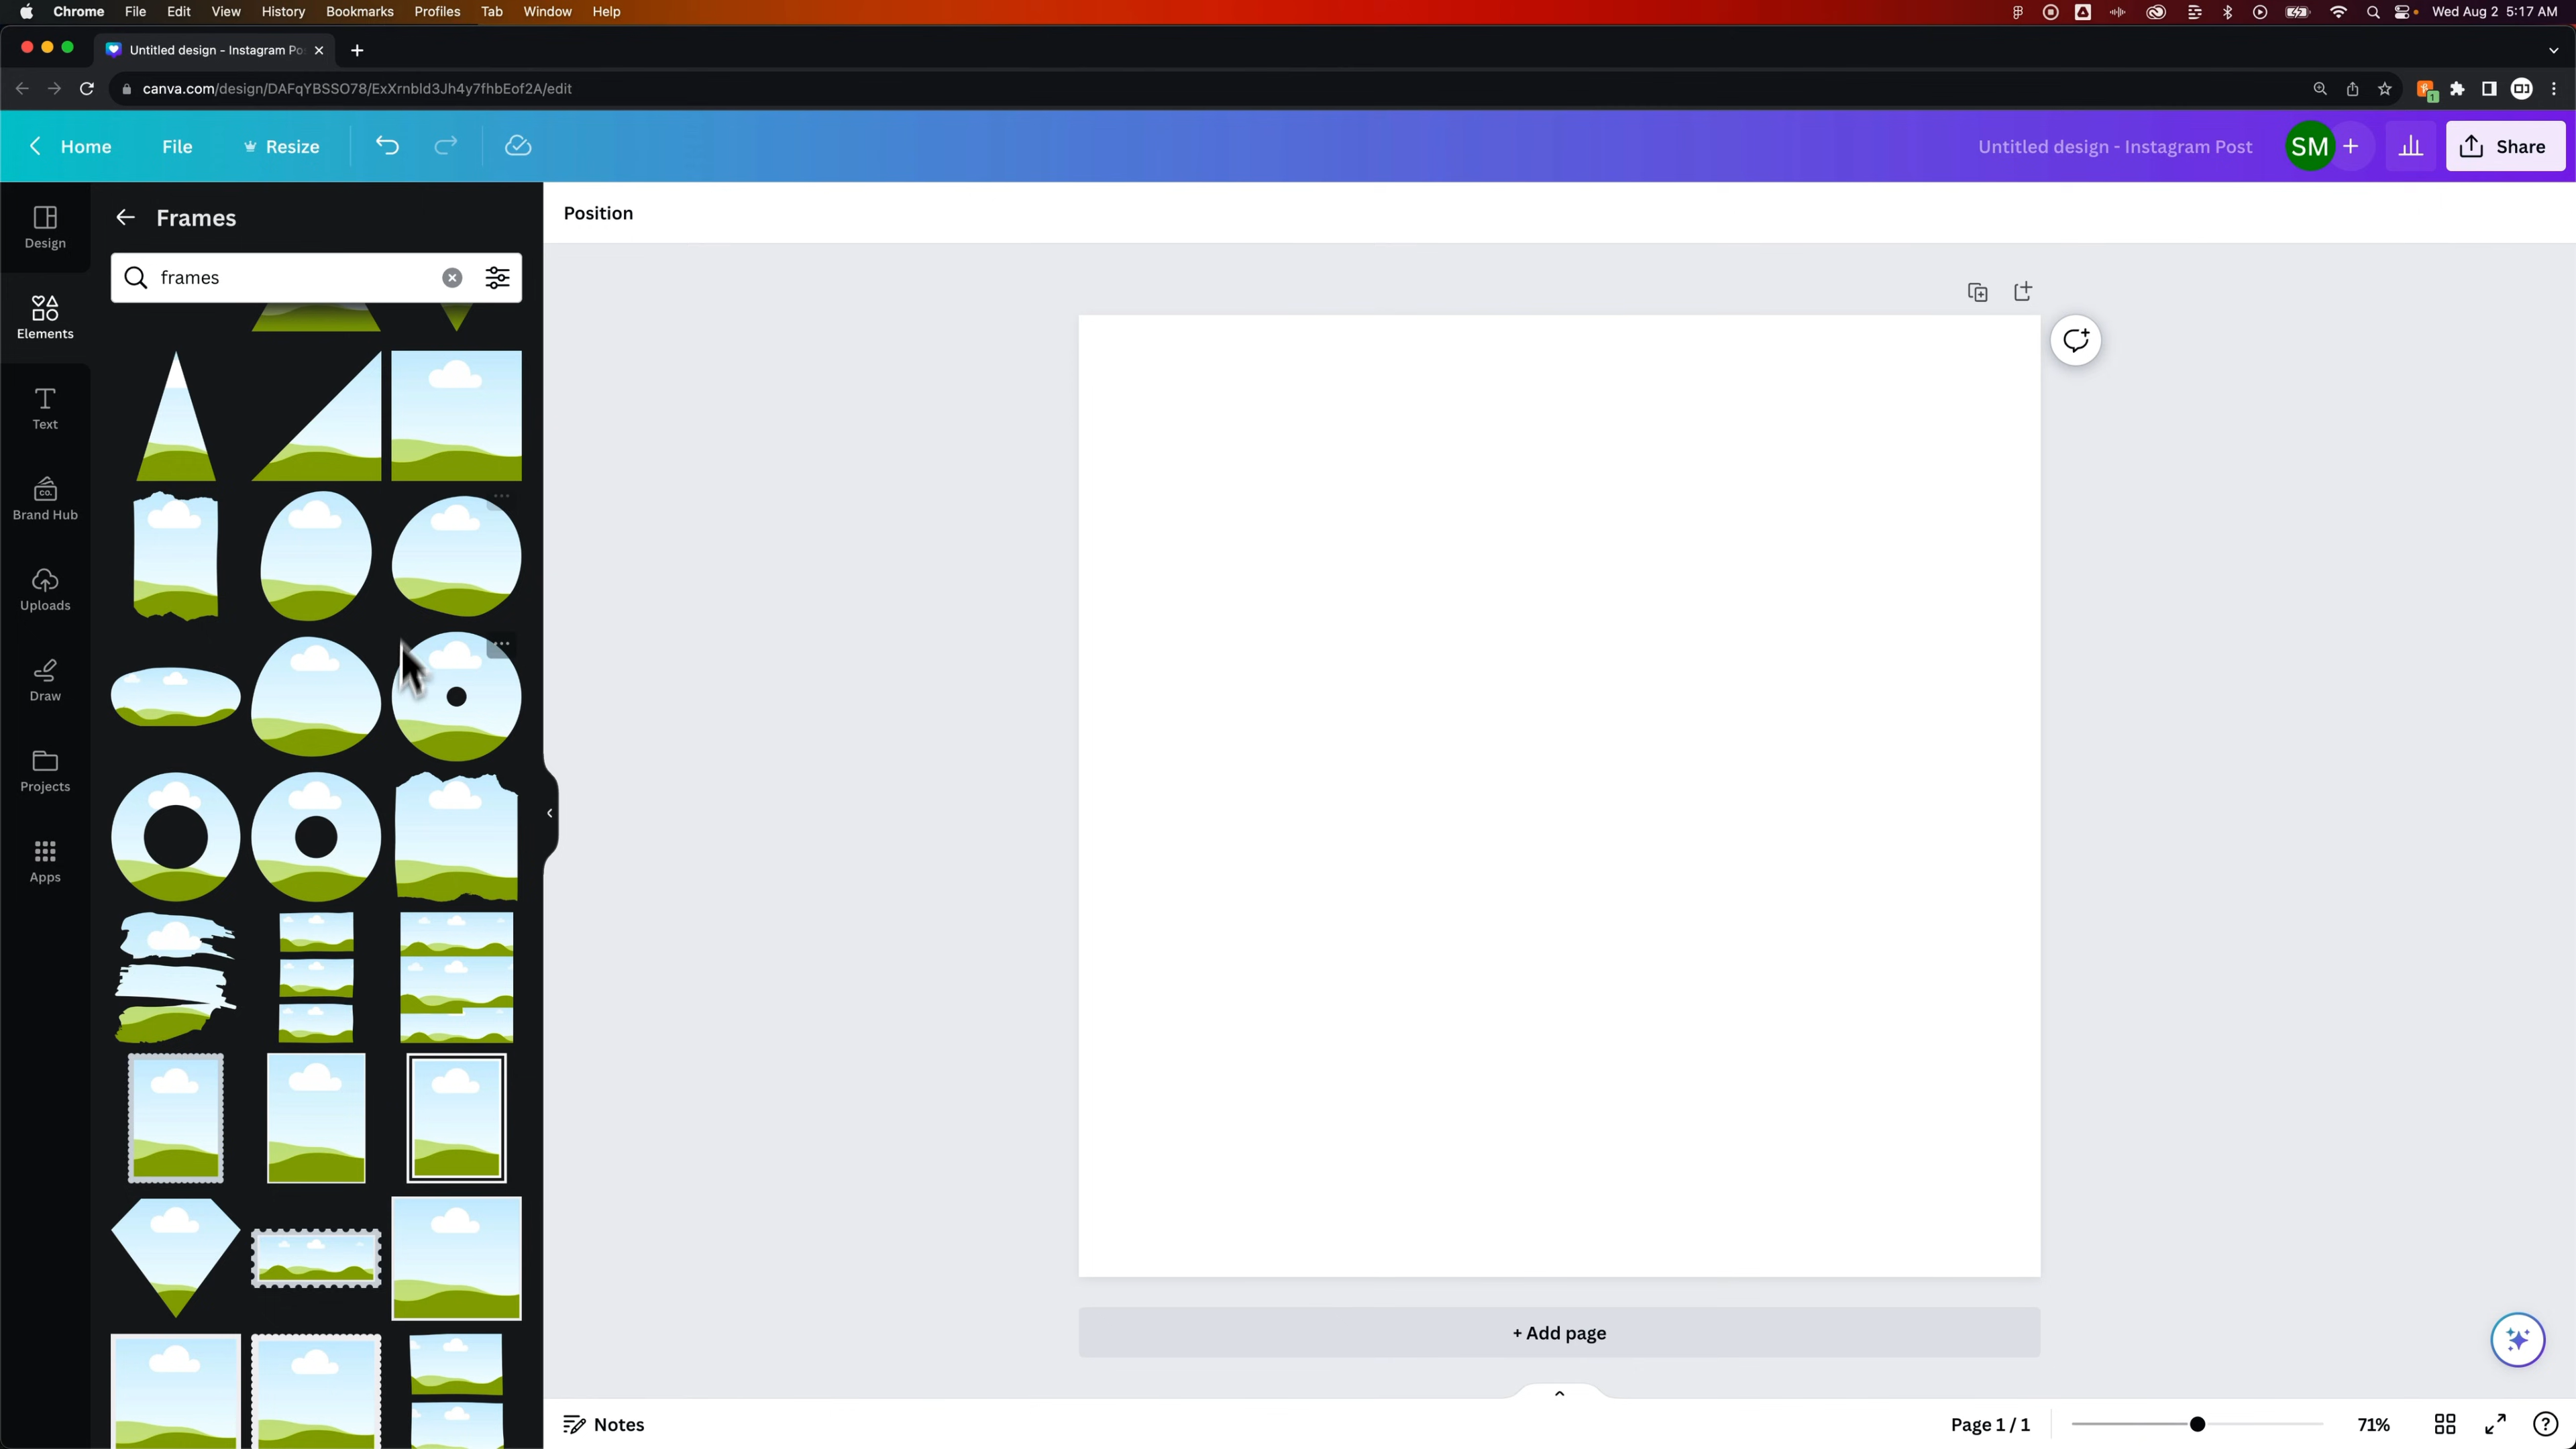 Chrome File Edit View History Bookmarks Profiles Tab Window Help Wed Aug 2 5:17 AM
Untitled design - Instagram Po
canva.com/design/DAFqYBSSO78/ExXrnbld3Jh4y7fhbEof2A/edit
Home File Resize Untitled design - Instagram Post SM Share
Design
Elements
Text
CO.
Brand Hub
Uploads
Draw
Projects
Apps
Frames
frames
Position
+ Add page
Notes Page 1 / 1 71%